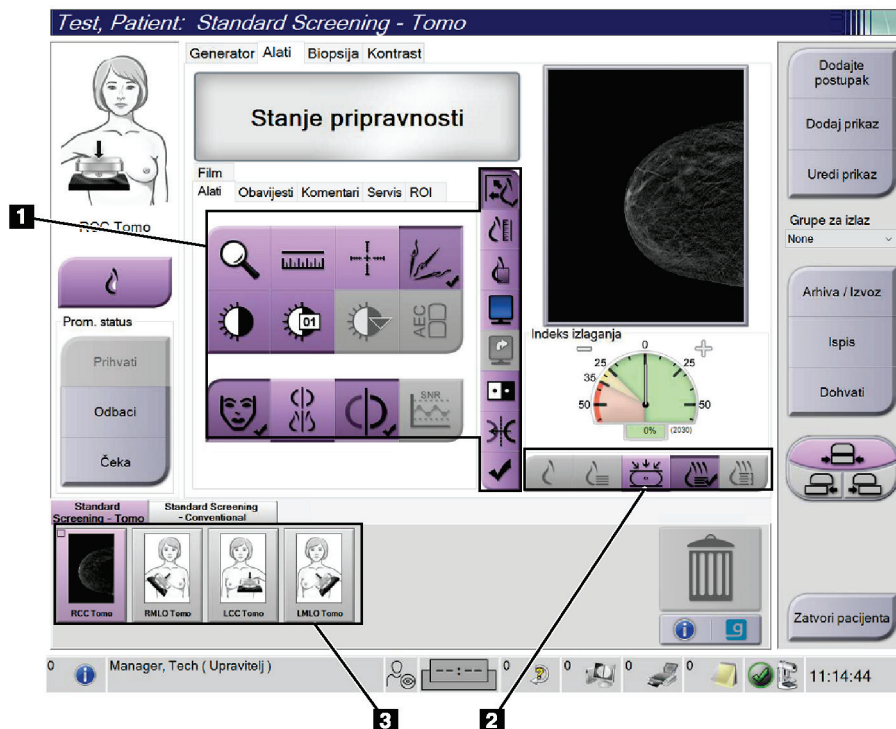 Test, Patient: Standard Screening - Tomo
Generator Alati Biopsija Kontrast
Stanje pripravnosti
Film
Alati Obavijesti Komentari Servis ROI
RCC Tomo
Prom. status
Prihvati
Odbaci
Čeka
01
AEC
SNR
Indeks izlaganja
50 35 25 0 25 50
0% (2030)
Dodajte postupak
Dodaj prikaz
Uredi prikaz
Grupe za izlaz
None
Arhiva / Izvoz
Ispis
Dohvati
Zatvori pacijenta
Standard Screening - Tomo
Standard Screening - Conventional
RCC Tomo
RMLO Tomo
LCC Tomo
LMLO Tomo
0 Manager, Tech ( Upravitelj ) --:-- 0 0 0 0 11:14:44
1
2
3